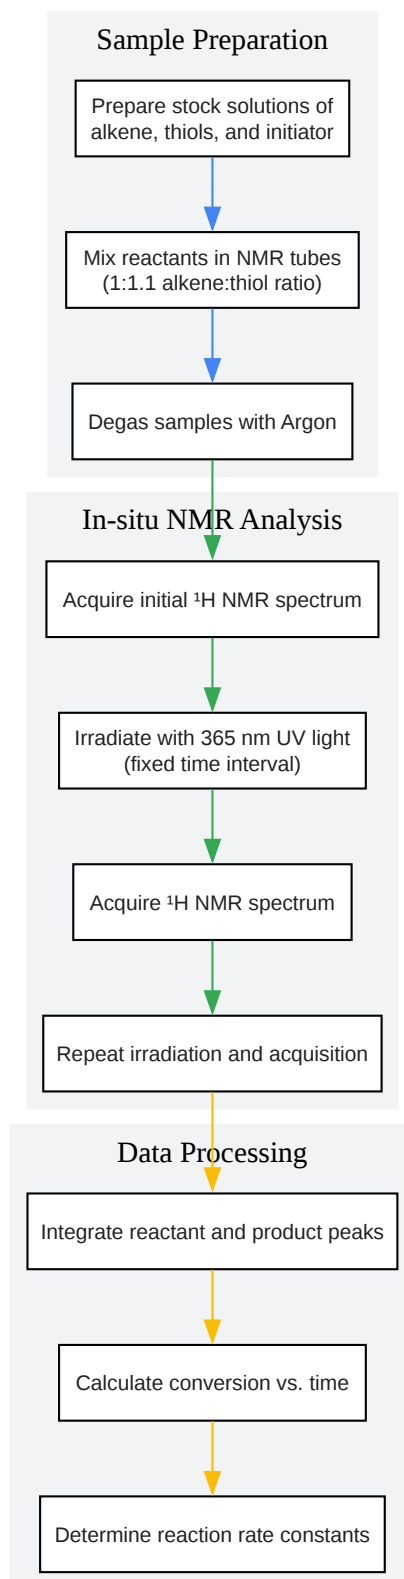 Sample Preparation
Prepare stock solutions of
alkene, thiols, and initiator
Mix reactants in NMR tubes
(1:1.1 alkene:thiol ratio)
Degas samples with Argon
In-situ NMR Analysis
Acquire initial ¹H NMR spectrum
Irradiate with 365 nm UV light
(fixed time interval)
Acquire ¹H NMR spectrum
Repeat irradiation and acquisition
Data Processing
Integrate reactant and product peaks
Calculate conversion vs. time
Determine reaction rate constants